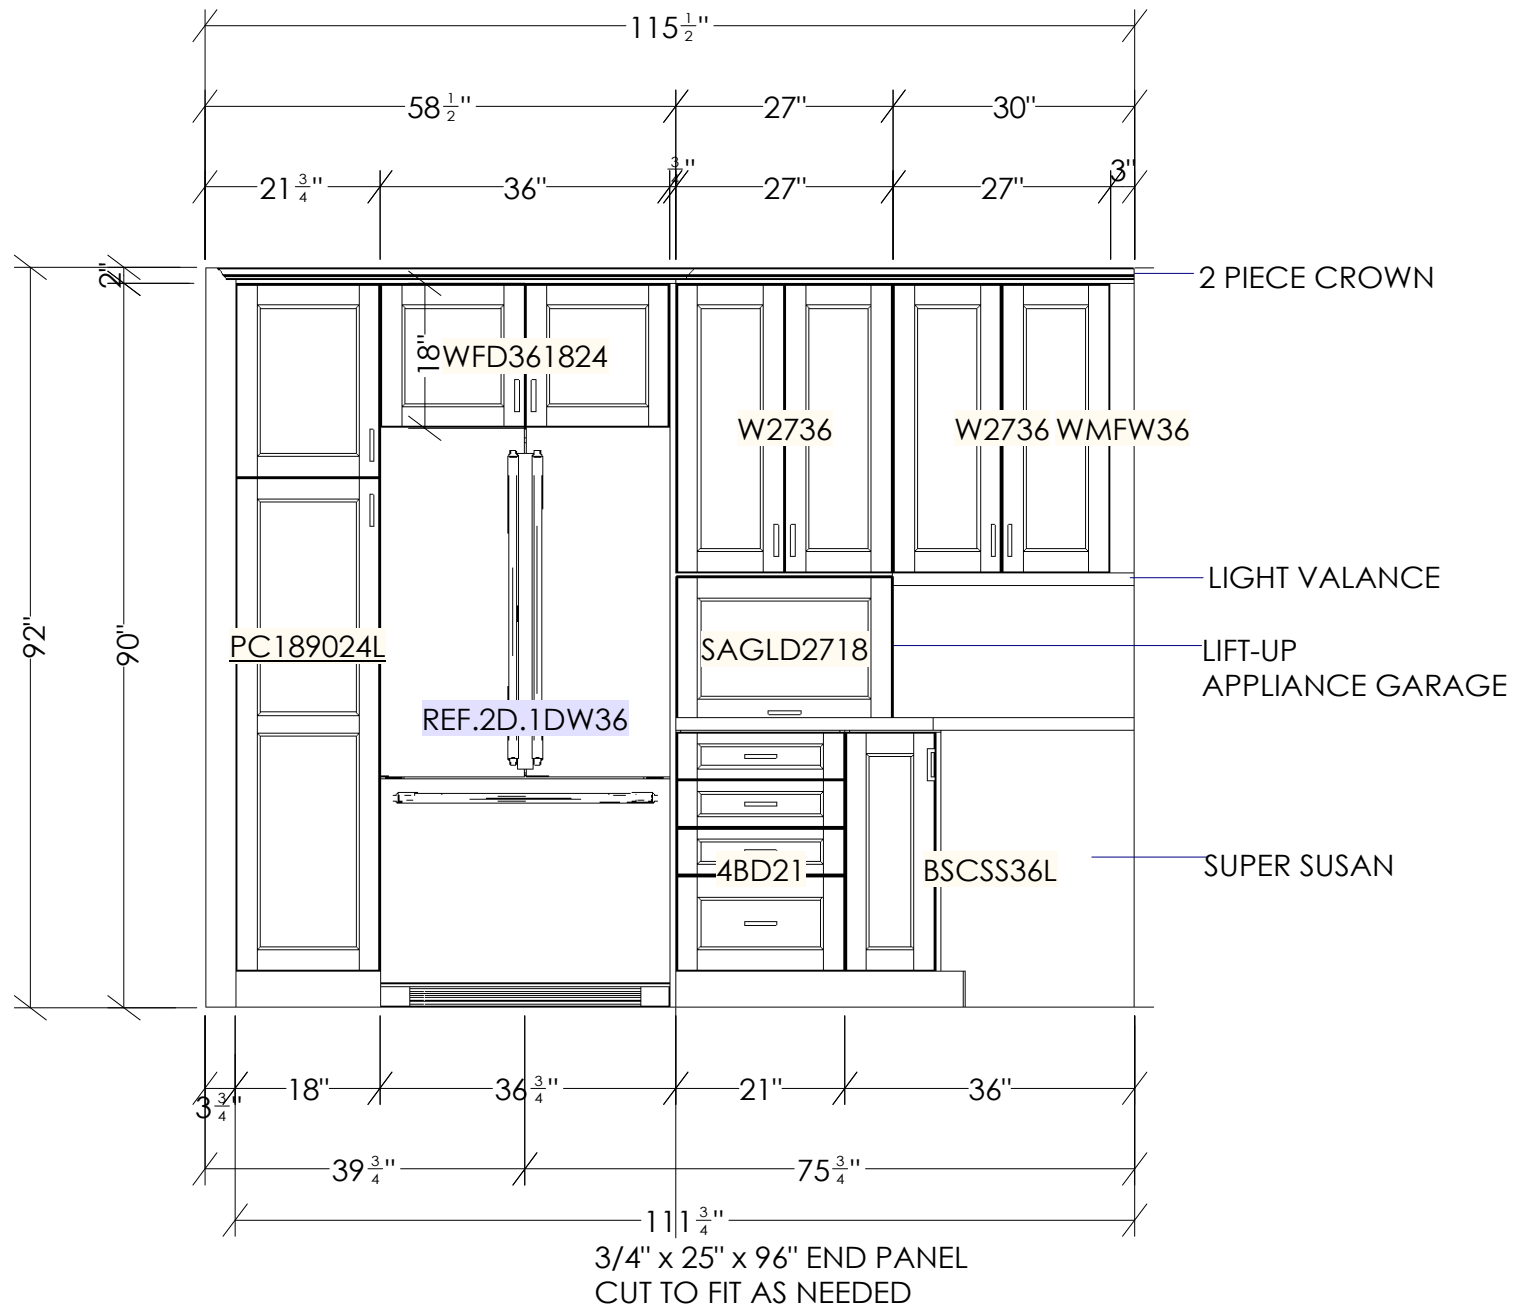 115 1/2"
58 1/2" 27" 30"
21 3/4" 36" 3/4" 27" 27" 3"
2"
2 PIECE CROWN
18"
WFD361824
W2736
W2736 WMFW36
LIGHT VALANCE
92"
90"
PC189024L
SAGLD2718
LIFT-UP
APPLIANCE GARAGE
REF.2D.1DW36
4BD21
BSCSS36L
SUPER SUSAN
3 3/4" 18" 36 3/4" 21" 36"
39 3/4" 75 3/4"
111 3/4"
3/4" x 25" x 96" END PANEL
CUT TO FIT AS NEEDED